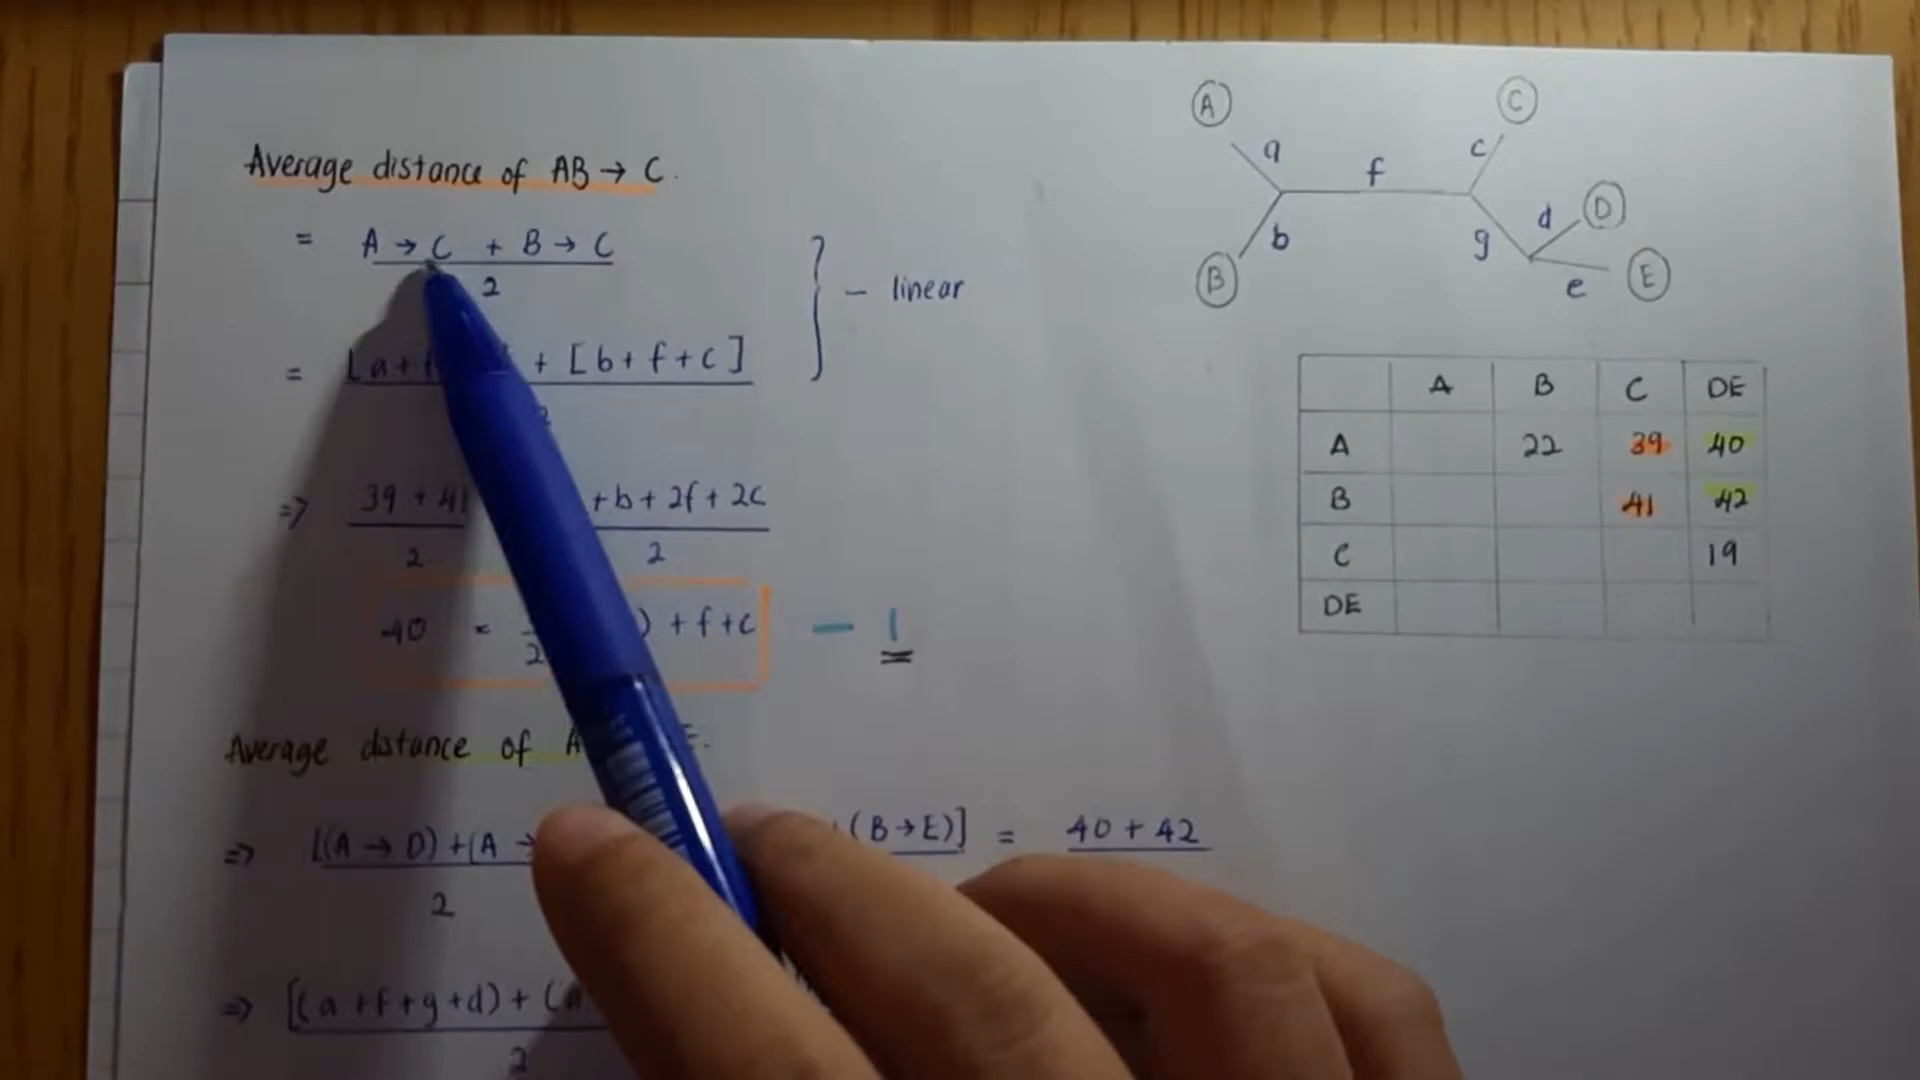 Average distance of AB → C.
= A → C + B → C
2
= [a + + [b + f + c]
} – linear
=> 39 + 41 + b + 2f + 2c
2 2
40 = ) + f + c – 1
2
Average distance of A E.
=> [(A → D) + (A → (B → E)] = 40 + 42
2
=> [(a + f + g + d) + (a
2
A C
a f c
d D
B b g
e E
A B C DE
A 22 39 40
B 41 42
C 19
DE